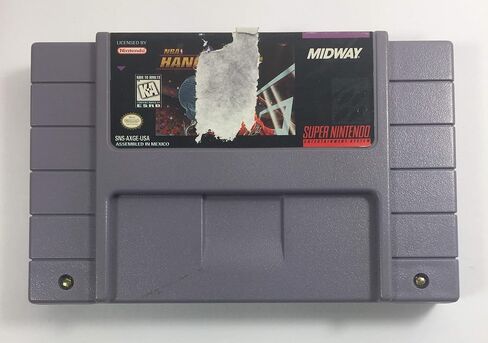 LICENSED BY
Nintendo
NBA
HANG
MIDWAY
KIDS TO ADULTS
KA
ESRB
SNS-AXGE-USA
ASSEMBLED IN MEXICO
SUPER NINTENDO
ENTERTAINMENT SYSTEM